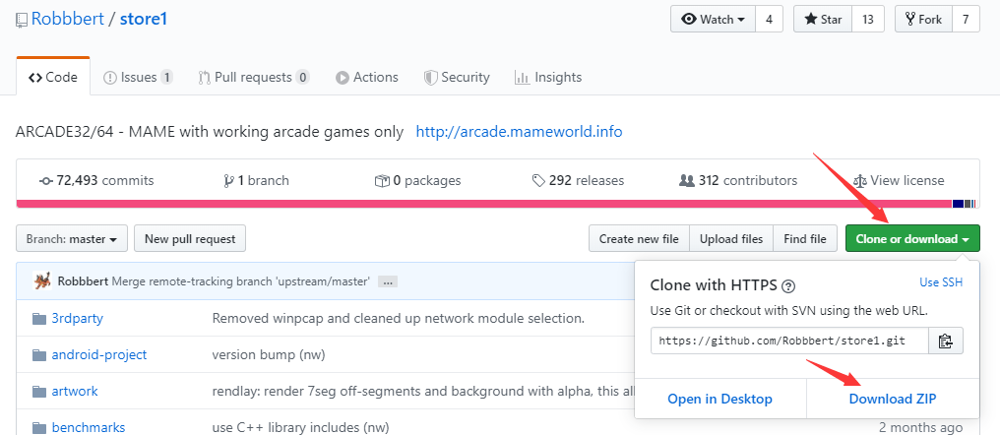 Robbbert / store1
Watch 4 Star 13 Fork 7
Code Issues 1 Pull requests 0 Actions Security Insights
ARCADE32/64 - MAME with working arcade games only http://arcade.mameworld.info
72,493 commits 1 branch 0 packages 292 releases 312 contributors View license
Branch: master New pull request Create new file Upload files Find file Clone or download
Robbbert Merge remote-tracking branch 'upstream/master' ...
Clone with HTTPS ? Use SSH
Use Git or checkout with SVN using the web URL.
https://github.com/Robbbert/store1.git
Open in Desktop Download ZIP
3rdparty Removed winpcap and cleaned up network module selection.
android-project version bump (nw)
artwork rendlay: render 7seg off-segments and background with alpha, this all
benchmarks use C++ library includes (nw) 2 months ago